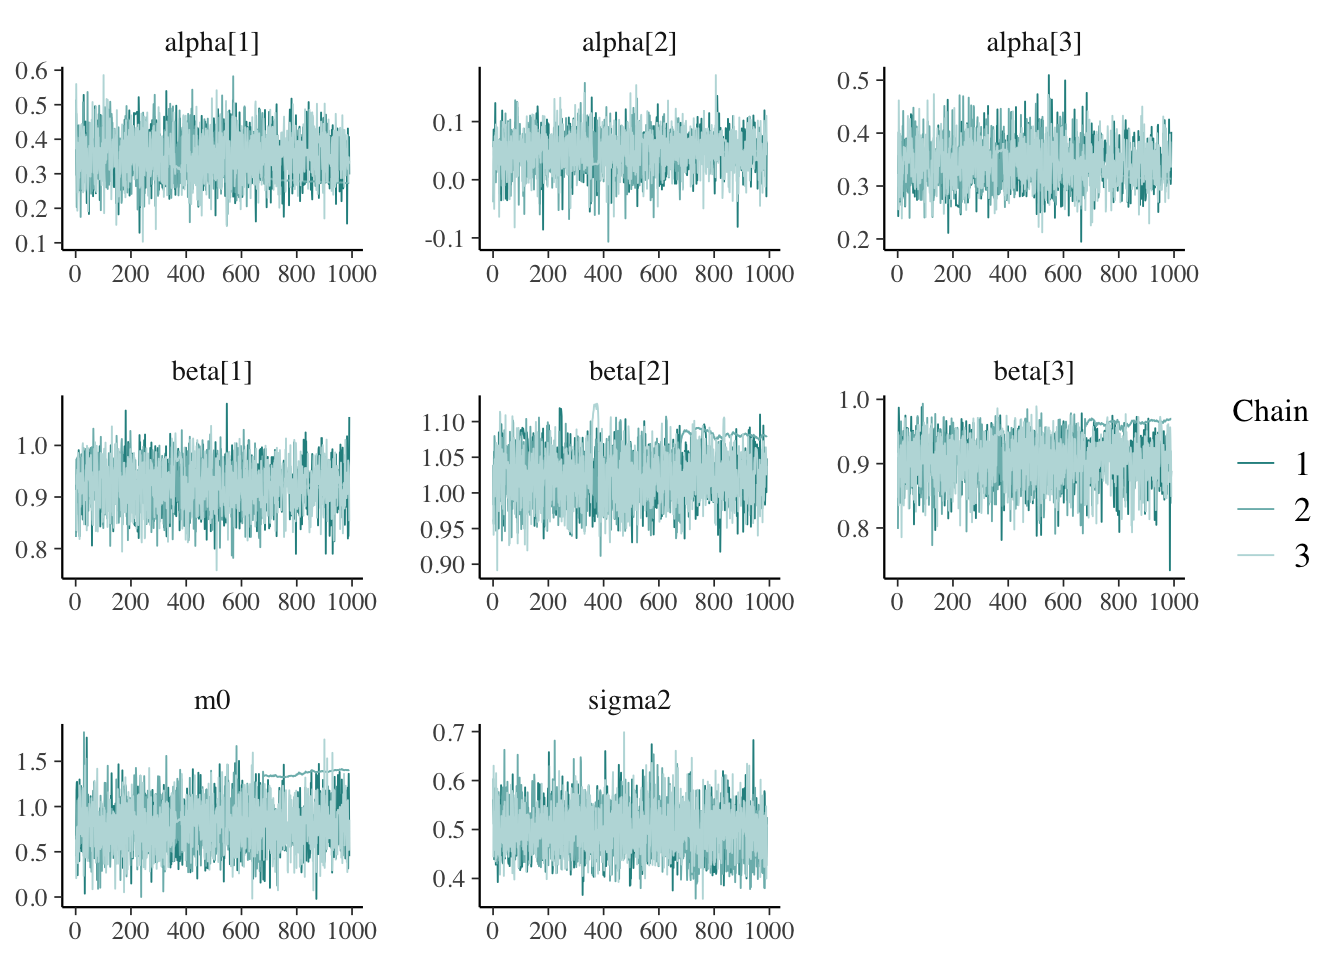 alpha[1] alpha[2] alpha[3]
0.6
0.5
0.4
0.3
0.2
0.1
0 200 400 600 800 1000
0.1
0.0
-0.1
0 200 400 600 800 1000
0.5
0.4
0.3
0.2
0 200 400 600 800 1000
beta[1] beta[2] beta[3]
1.0
0.9
0.8
0 200 400 600 800 1000
1.10
1.05
1.00
0.95
0.90
0 200 400 600 800 1000
1.0
0.9
0.8
0 200 400 600 800 1000
Chain
1
2
3
m0 sigma2
1.5
1.0
0.5
0.0
0 200 400 600 800 1000
0.7
0.6
0.5
0.4
0 200 400 600 800 1000